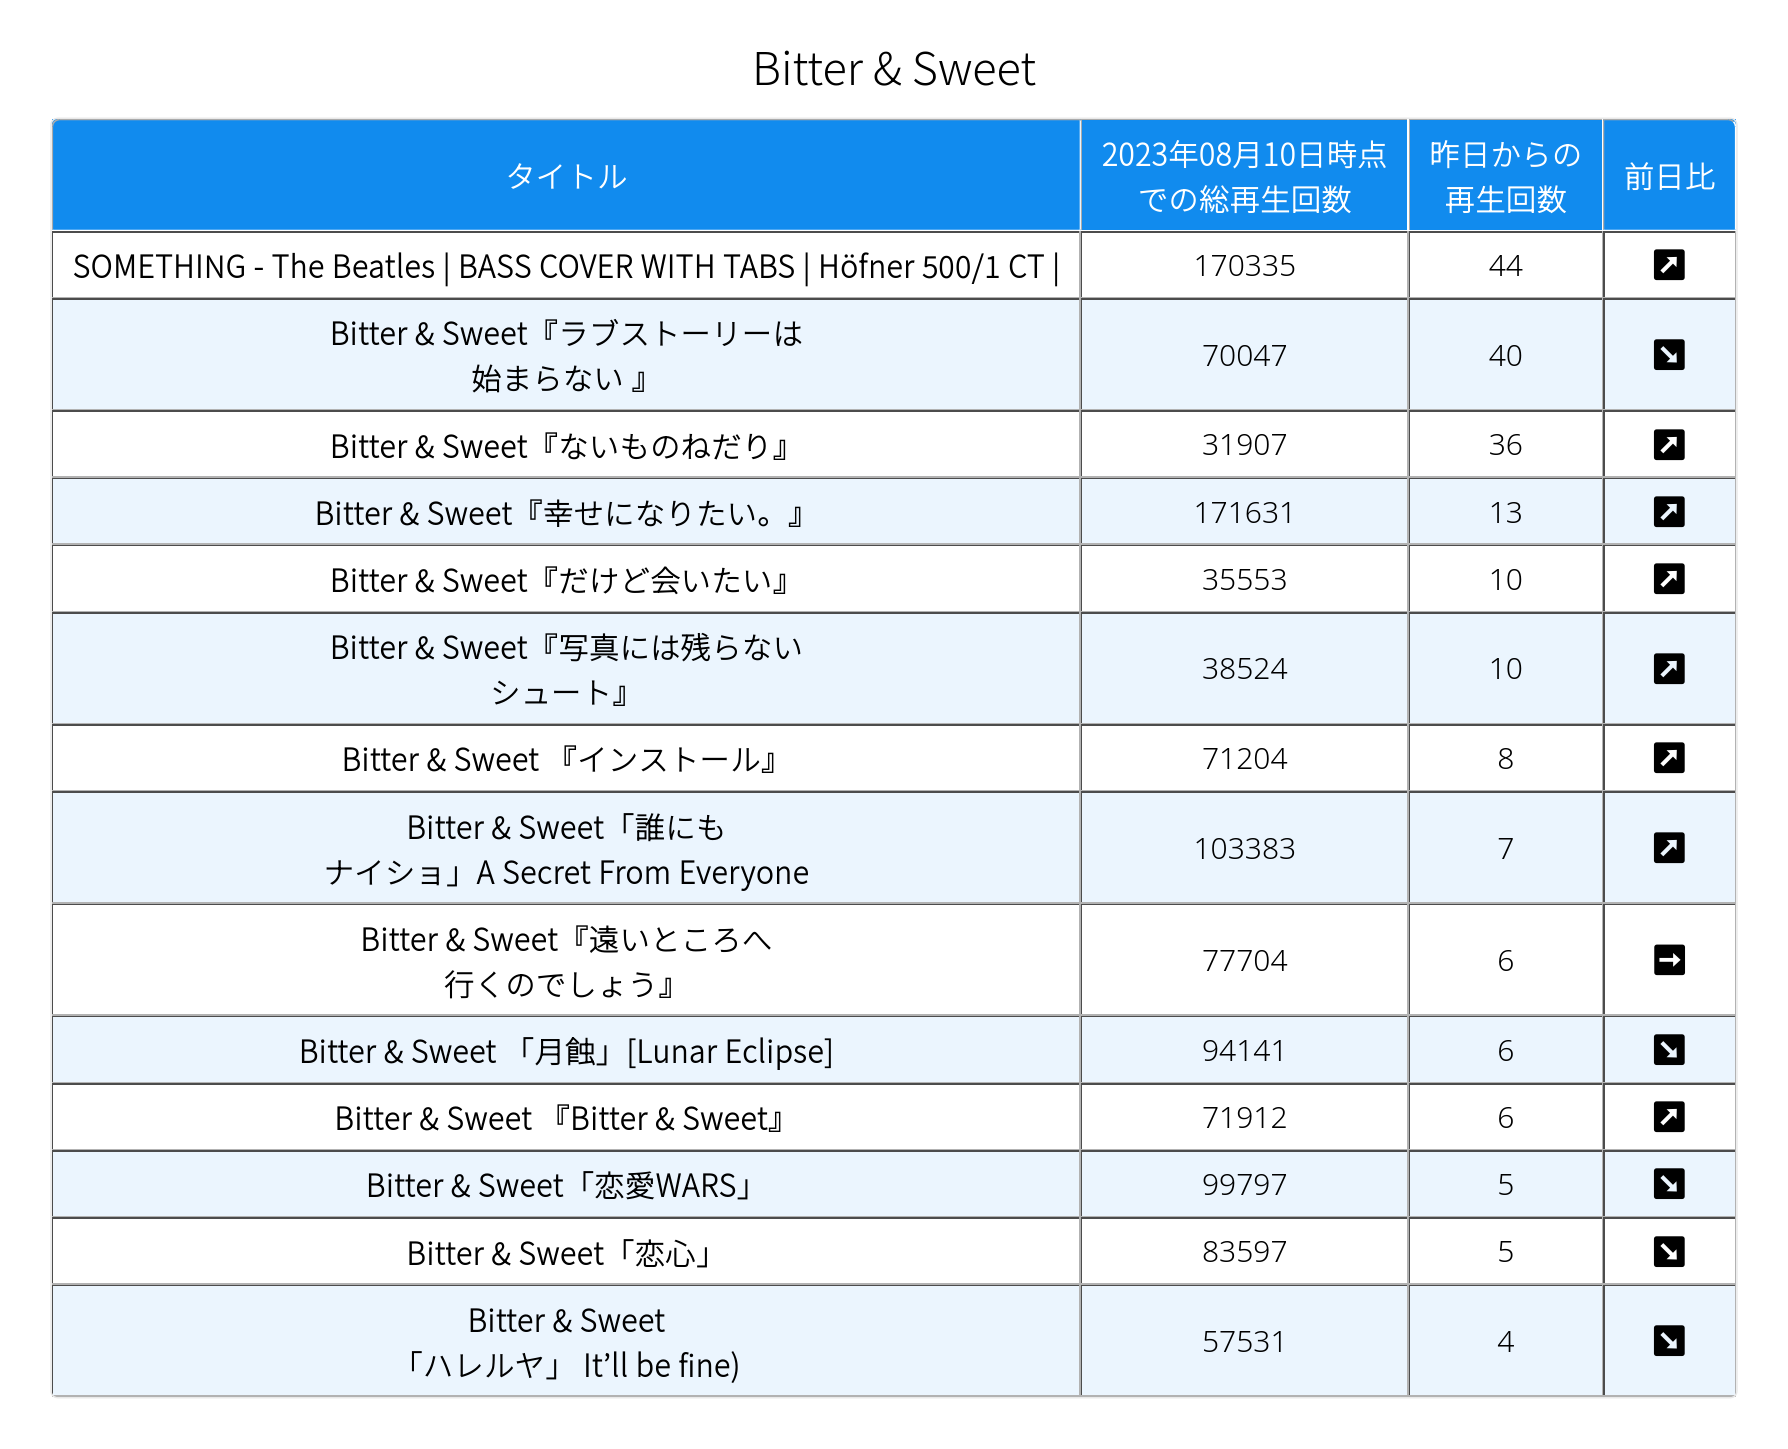 Bitter & Sweet
タイトル
2023年08月10日時点
での総再生回数
昨日からの
再生回数
前日比
SOMETHING - The Beatles | BASS COVER WITH TABS | Höfner 500/1 CT |
170335
44
Bitter & Sweet『ラブストーリーは
始まらない 』
70047
40
Bitter & Sweet『ないものねだり』
31907
36
Bitter & Sweet『幸せになりたい。』
171631
13
Bitter & Sweet『だけど会いたい』
35553
10
Bitter & Sweet『写真には残らない
シュート』
38524
10
Bitter & Sweet 『インストール』
71204
8
Bitter & Sweet「誰にも
ナイショ」A Secret From Everyone
103383
7
Bitter & Sweet『遠いところへ
行くのでしょう』
77704
6
Bitter & Sweet 「月蝕」[Lunar Eclipse]
94141
6
Bitter & Sweet 『Bitter & Sweet』
71912
6
Bitter & Sweet「恋愛WARS」
99797
5
Bitter & Sweet「恋心」
83597
5
Bitter & Sweet
「ハレルヤ」 It’ll be fine)
57531
4